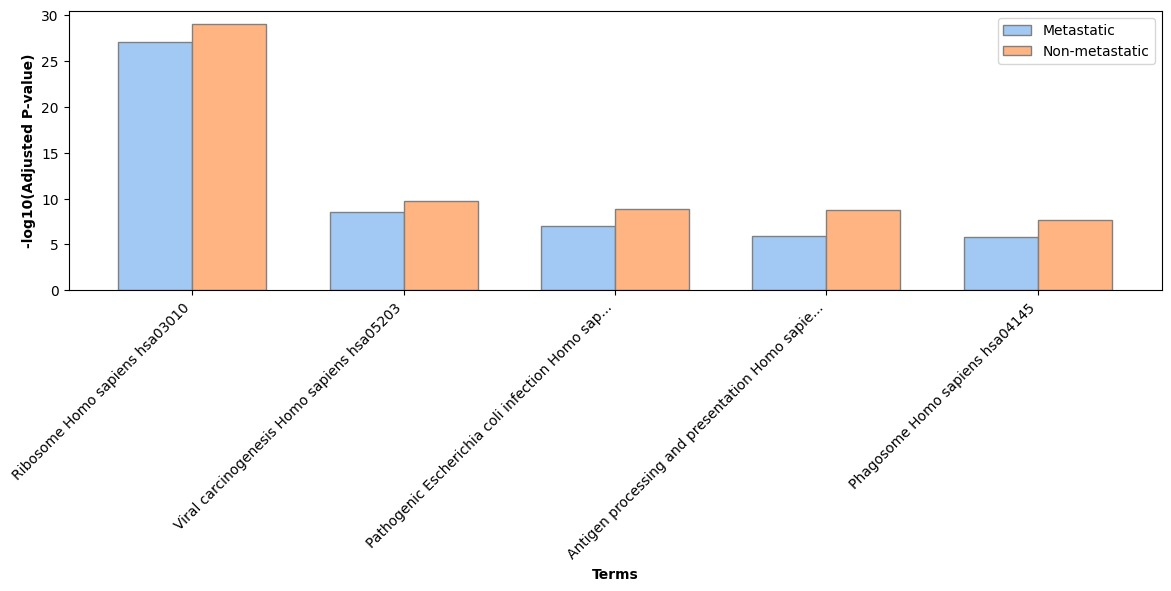 30
25
20
15
10
5
0
-log10(Adjusted P-value)
Metastatic
Non-metastatic
Ribosome Homo sapiens hsa03010
Viral carcinogenesis Homo sapiens hsa05203
Pathogenic Escherichia coli infection Homo sap...
Antigen processing and presentation Homo sapie...
Phagosome Homo sapiens hsa04145
Terms